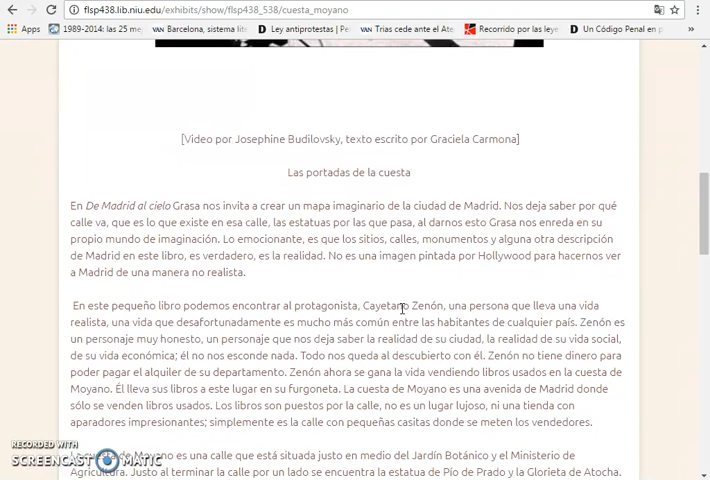 flsp438.lib.niu.edu/exhibits/show/flsp438_538/cuesta_moyano
Apps 1989-2014: las 25 me Barcelona, sistema lite Ley antiprotestas | Pe Trias cede ante el Ate Recorrido por las leye Un Código Penal en p
[Video por Josephine Budilovsky, texto escrito por Graciela Carmona]
Las portadas de la cuesta
En De Madrid al cielo Grasa nos invita a crear un mapa imaginario de la ciudad de Madrid. Nos deja saber por qué
calle va, que es lo que existe en esa calle, las estatuas por las que pasa, al darnos esto Grasa nos enreda en su
propio mundo de imaginación. Lo emocionante, es que los sitios, calles, monumentos y alguna otra descripción
de Madrid en este libro, es verdadero, es la realidad. No es una imagen pintada por Hollywood para hacernos ver
a Madrid de una manera no realista.
En este pequeño libro podemos encontrar al protagonista, Cayetano Zenón, una persona que lleva una vida
realista, una vida que desafortunadamente es mucho más común entre las habitantes de cualquier país. Zenón es
un personaje muy honesto, un personaje que nos deja saber la realidad de su ciudad, la realidad de su vida social,
de su vida económica; él no nos esconde nada. Todo nos queda al descubierto con él. Zenón no tiene dinero para
poder pagar el alquiler de su departamento. Zenón ahora se gana la vida vendiendo libros usados en la cuesta de
Moyano. Él lleva sus libros a este lugar en su furgoneta. La cuesta de Moyano es una avenida de Madrid donde
sólo se venden libros usados. Los libros son puestos por la calle, no es un lugar lujoso, ni una tienda con
aparadores impresionantes; simplemente es la calle con pequeñas casitas donde se meten los vendedores.
La cuesta de Moyano es una calle que está situada justo en medio del Jardín Botánico y el Ministerio de
Agricultura. Justo al terminar la calle por un lado se encuentra la estatua de Pío de Prado y la Glorieta de Atocha.
RECORDED WITH
SCREENCAST MATIC